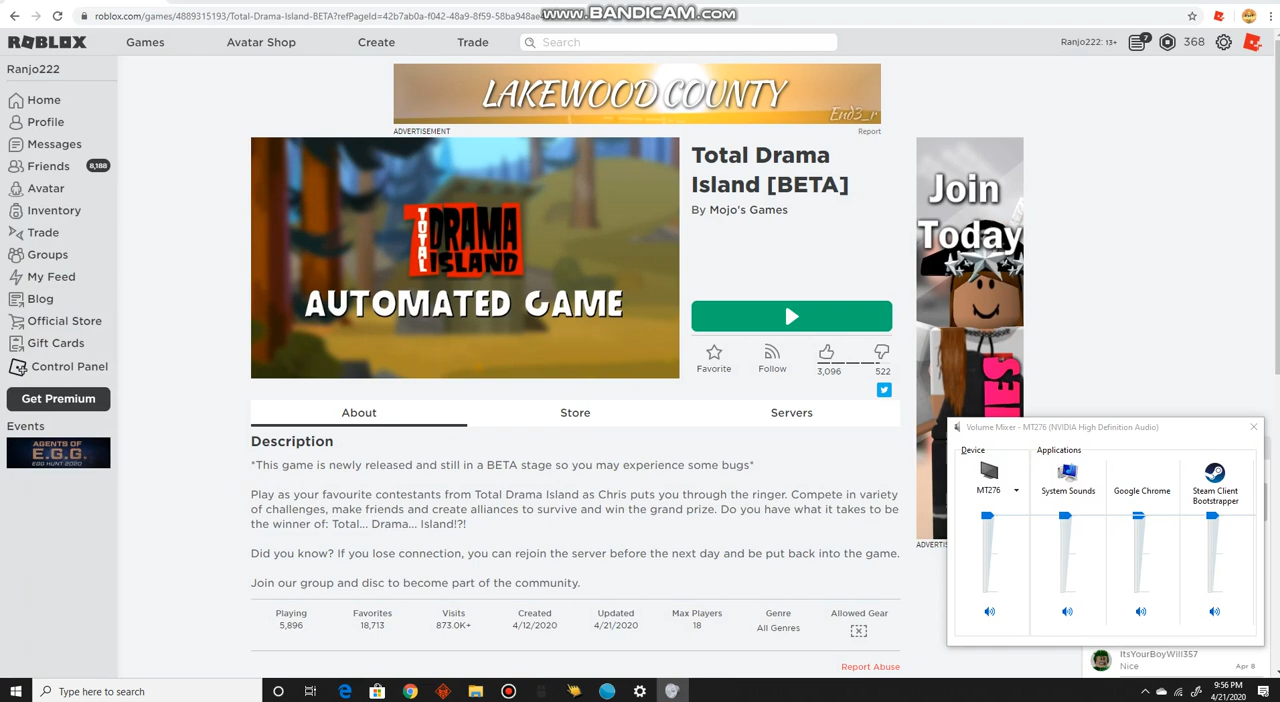 roblox.com/games/4889315193/Total-Drama-Island-BETA?refPageId=42b7ab0a-f042-48a9-8f59-58ba948ae
www.BANDICAM.com
ROBLOX
Games
Avatar Shop
Create
Trade
Search
Ranjo222: 13+
7
368
Ranjo222
Home
Profile
Messages
Friends
8,188
Avatar
Inventory
Trade
Groups
My Feed
Blog
Official Store
Gift Cards
Control Panel
Get Premium
Events
AGENTS OF
E.G.G.
EGG HUNT 2020
LAKEWOOD COUNTY
End3_r
ADVERTISEMENT
Report
TOTAL DRAMA ISLAND
AUTOMATED GAME
Total Drama
Island [BETA]
By Mojo's Games
Favorite
Follow
3,096
522
About
Store
Servers
Description
*This game is newly released and still in a BETA stage so you may experience some bugs*
Play as your favourite contestants from Total Drama Island as Chris puts you through the ringer. Compete in variety
of challenges, make friends and create alliances to survive and win the grand prize. Do you have what it takes to be
the winner of: Total... Drama... Island!?!
Did you know? If you lose connection, you can rejoin the server before the next day and be put back into the game.
Join our group and disc to become part of the community.
Playing
Favorites
Visits
Created
Updated
Max Players
Genre
Allowed Gear
5,896
18,713
873.0K+
4/12/2020
4/21/2020
18
All Genres
Report Abuse
Join
Today
ADVERTIS
Volume Mixer - MT276 (NVIDIA High Definition Audio)
Device
Applications
MT276
System Sounds
Google Chrome
Steam Client
Bootstrapper
ItsYourBoyWill357
Nice
Apr 8
Type here to search
9:56 PM
4/21/2020